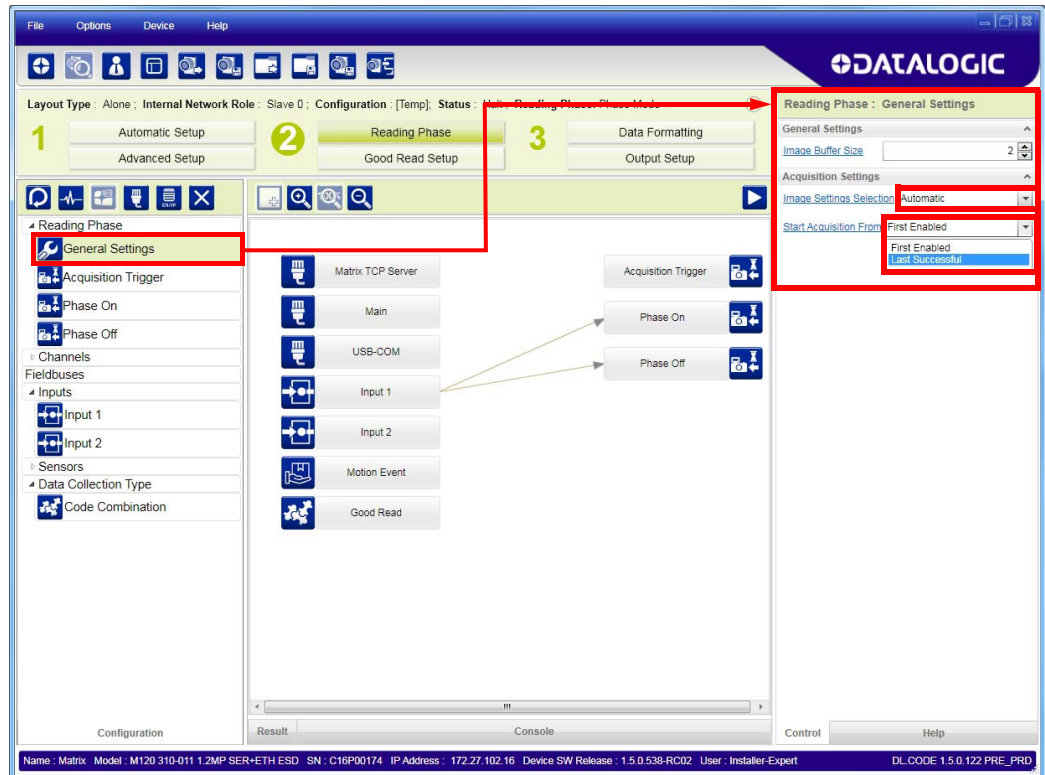 File Options Device Help
DATALOGIC
Layout Type : Alone ; Internal Network Role : Slave 0 ; Configuration : [Temp]; Status : Halt ; Reading Phase: Phase Mode
1 Automatic Setup
Advanced Setup
2 Reading Phase
Good Read Setup
3 Data Formatting
Output Setup
Reading Phase
General Settings
Acquisition Trigger
Phase On
Phase Off
Channels
Fieldbuses
Inputs
Input 1
Input 2
Sensors
Data Collection Type
Code Combination
Configuration
Matrix TCP Server
Main
USB-COM
Input 1
Input 2
Motion Event
Good Read
Acquisition Trigger
Phase On
Phase Off
Result Console
Reading Phase : General Settings
General Settings
Image Buffer Size 2
Acquisition Settings
Image Settings Selection Automatic
Start Acquisition From First Enabled
First Enabled
Last Successful
Control Help
Name : Matrix Model : M120 310-011 1.2MP SER+ETH ESD SN : C16P00174 IP Address : 172.27.102.16 Device SW Release : 1.5.0.538-RC02 User : Installer-Expert DL.CODE 1.5.0.122 PRE_PRD